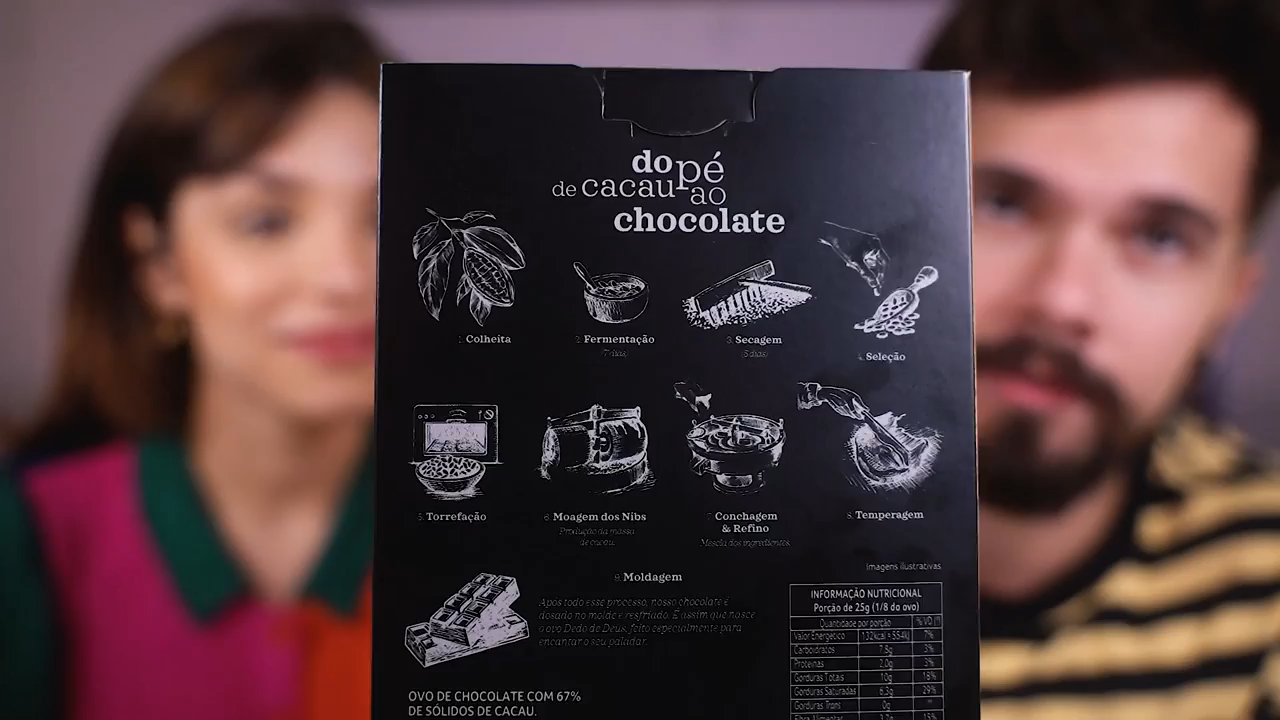 do pé
de cacau ao
chocolate
1. Colheita
2. Fermentação
(7 dias)
3. Secagem
(5 dias)
4. Seleção
5. Torrefação
6. Moagem dos Nibs
Produção da massa
de cacau.
7. Conchagem
& Refino
Mescla dos ingredientes.
8. Temperagem
Imagens ilustrativas.
9. Moldagem
Após todo esse processo, nosso chocolate é
dosado no molde e resfriado. É assim que nasce
o ovo Dedo de Deus, feito especialmente para
encantar o seu paladar.
INFORMAÇÃO NUTRICIONAL
Porção de 25g (1/8 do ovo)
Quantidade por porção % VD (*)
Valor Energético 132kcal = 554kJ 7%
Carboidratos 7,8g 3%
Proteínas 2,0g 3%
Gorduras Totais 10g 18%
Gorduras Saturadas 6,3g 29%
Gorduras Trans 0g **
Fibra Alimentar 3,7g 15%
OVO DE CHOCOLATE COM 67%
DE SÓLIDOS DE CACAU.